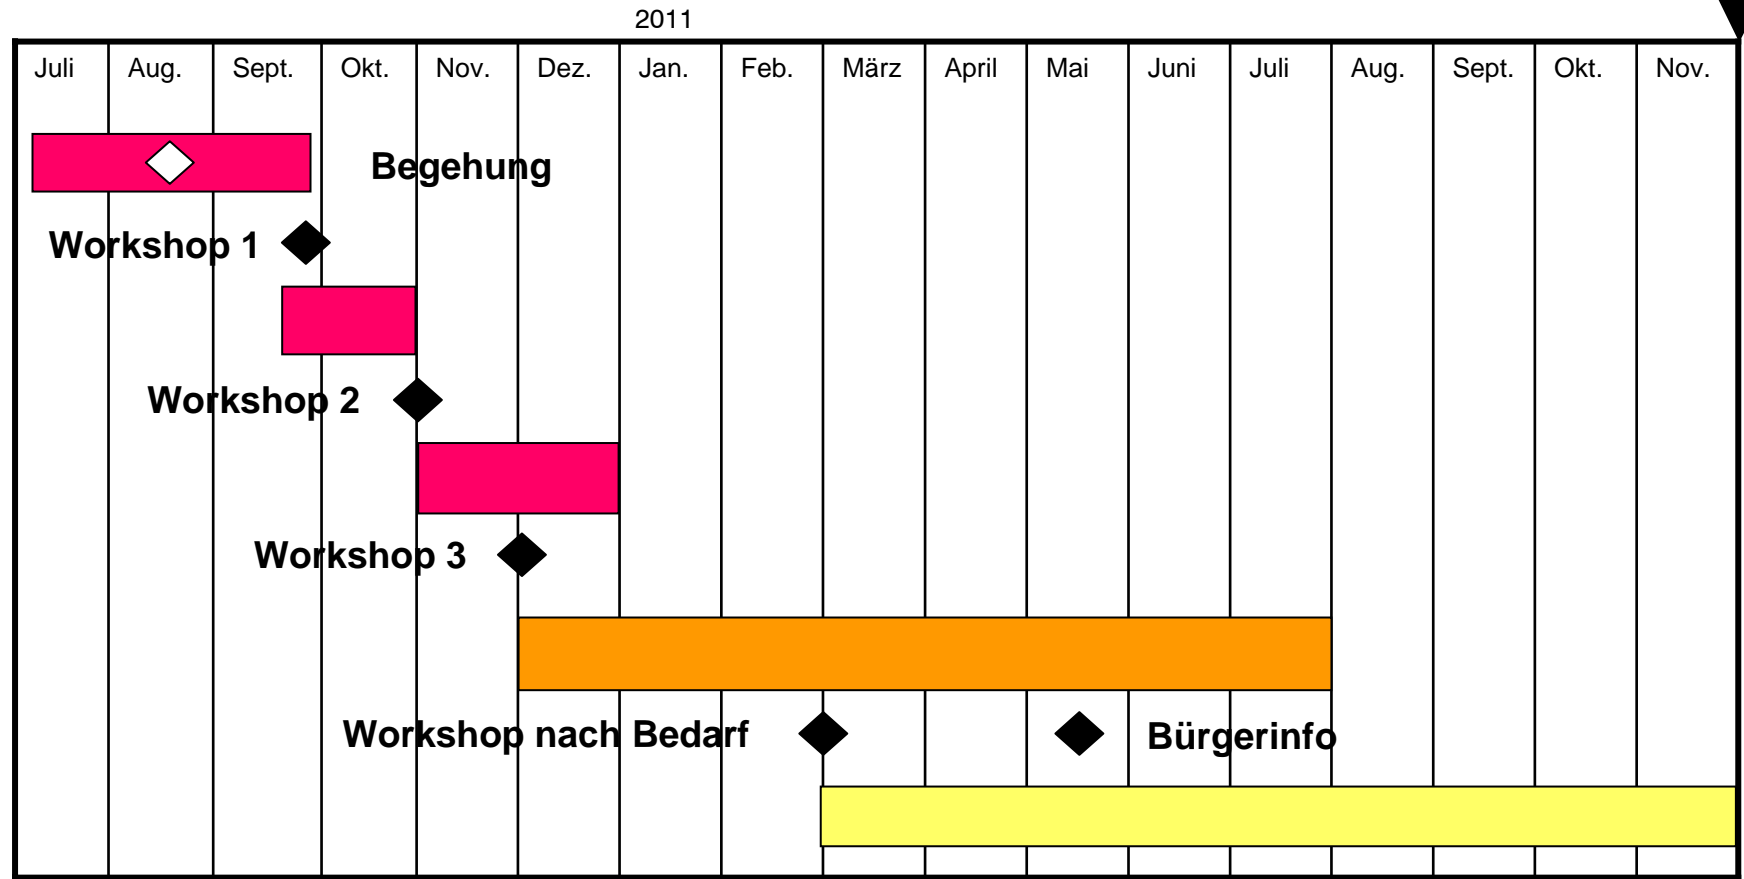 2011
Juli Aug. Sept. Okt. Nov. Dez. Jan. Feb. März April Mai Juni Juli Aug. Sept. Okt. Nov.
Begehung
Workshop 1
Workshop 2
Workshop 3
Workshop nach Bedarf
Bürgerinfo